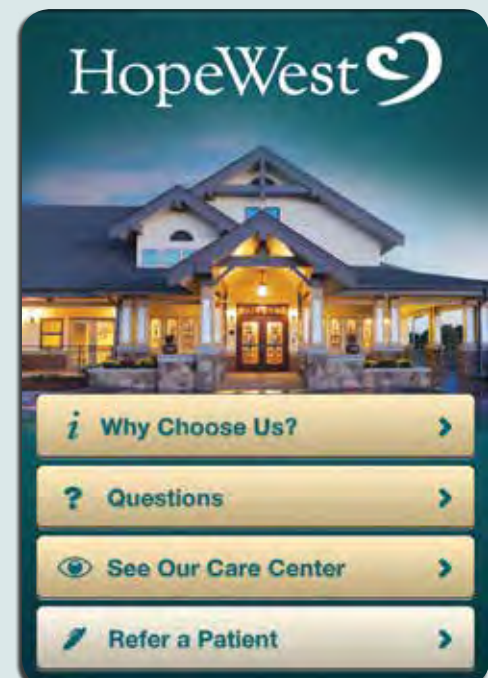 HopeWest
i Why Choose Us?
? Questions
See Our Care Center
Refer a Patient